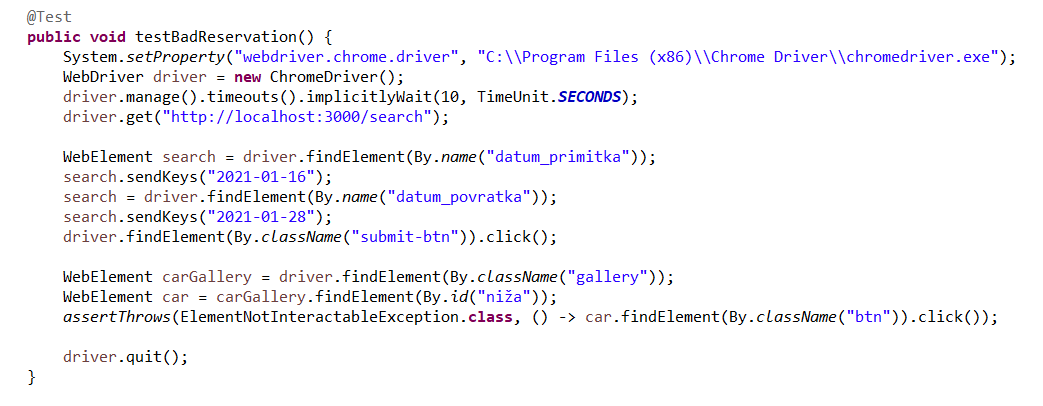 @Test
public void testBadReservation() {
    System.setProperty("webdriver.chrome.driver", "C:\\Program Files (x86)\\Chrome Driver\\chromedriver.exe");
    WebDriver driver = new ChromeDriver();
    driver.manage().timeouts().implicitlyWait(10, TimeUnit.SECONDS);
    driver.get("http://localhost:3000/search");

    WebElement search = driver.findElement(By.name("datum_primitka"));
    search.sendKeys("2021-01-16");
    search = driver.findElement(By.name("datum_povratka"));
    search.sendKeys("2021-01-28");
    driver.findElement(By.className("submit-btn")).click();

    WebElement carGallery = driver.findElement(By.className("gallery"));
    WebElement car = carGallery.findElement(By.id("niža"));
    assertThrows(ElementNotInteractableException.class, () -> car.findElement(By.className("btn")).click());

    driver.quit();
}